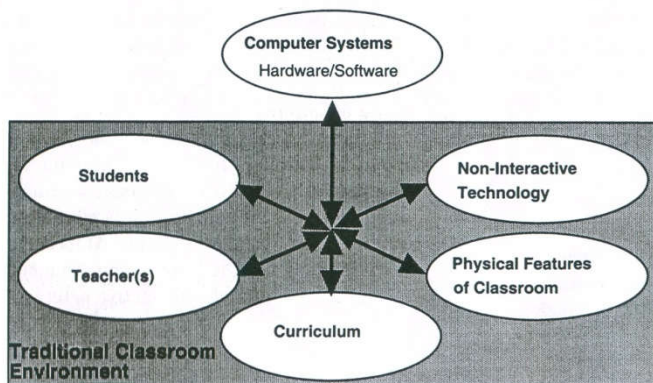 Computer Systems
Hardware/Software
Students
Non-Interactive
Technology
Teacher(s)
Physical Features
of Classroom
Curriculum
Traditional Classroom
Environment